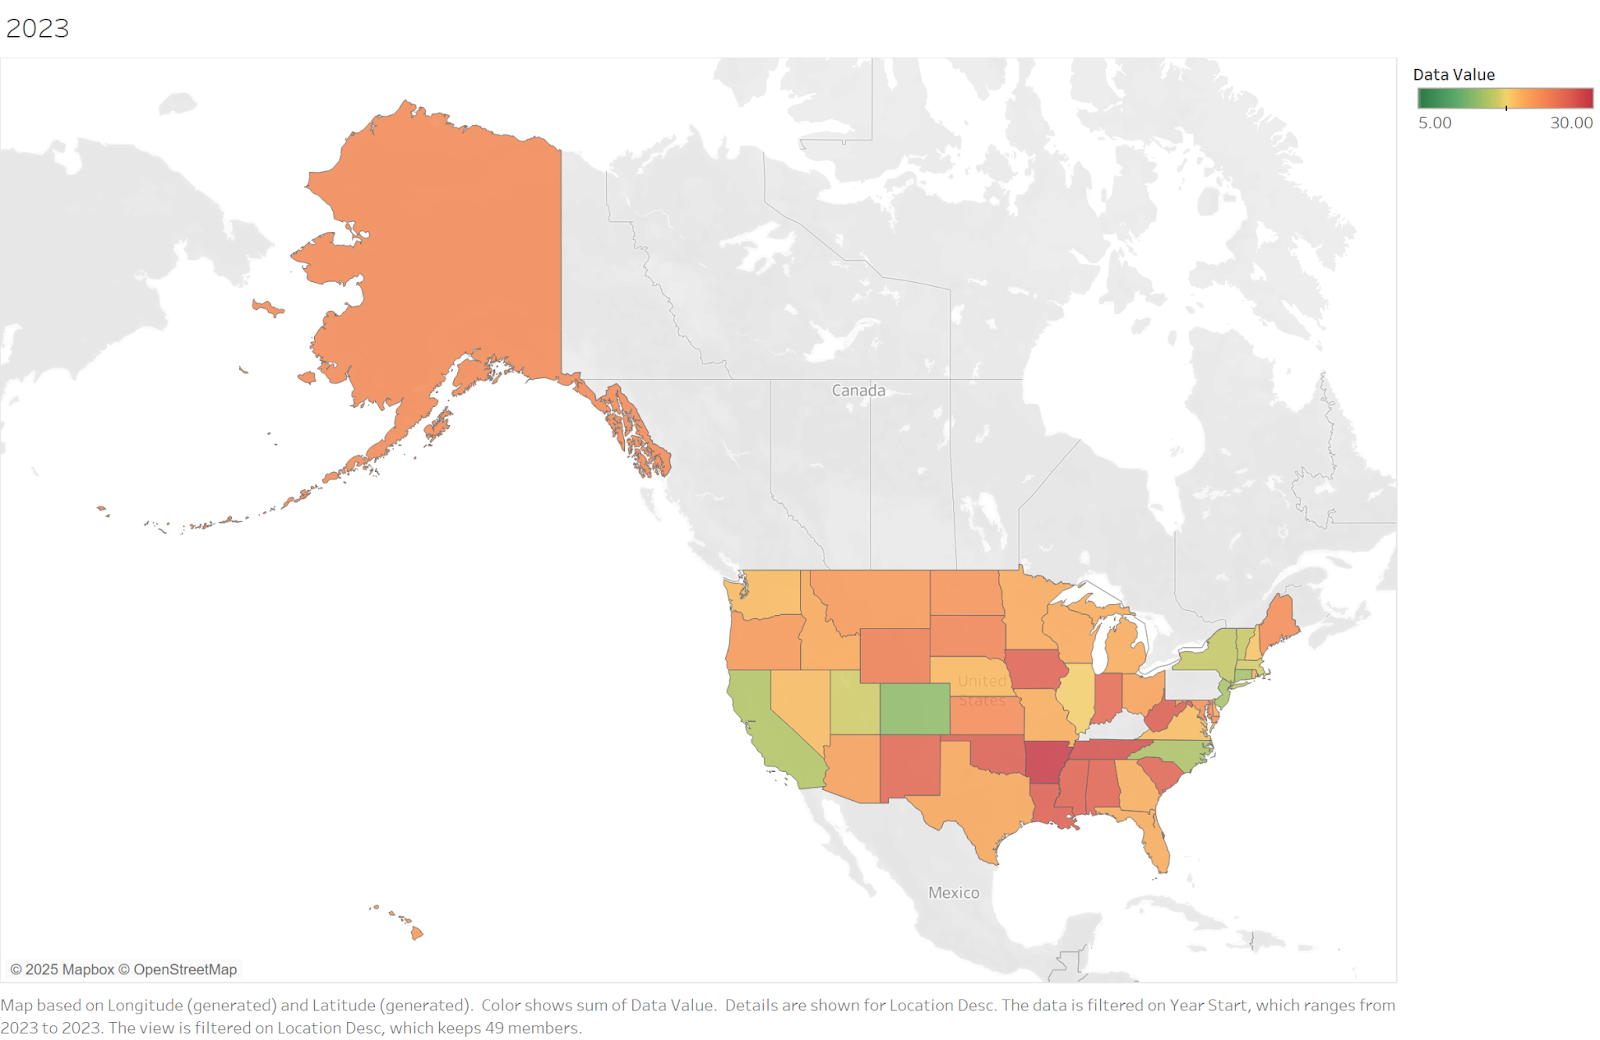 2023
Data Value
5.00 30.00
Canada
United
States
Mexico
© 2025 Mapbox © OpenStreetMap
Map based on Longitude (generated) and Latitude (generated).  Color shows sum of Data Value.  Details are shown for Location Desc. The data is filtered on Year Start, which ranges from
2023 to 2023. The view is filtered on Location Desc, which keeps 49 members.